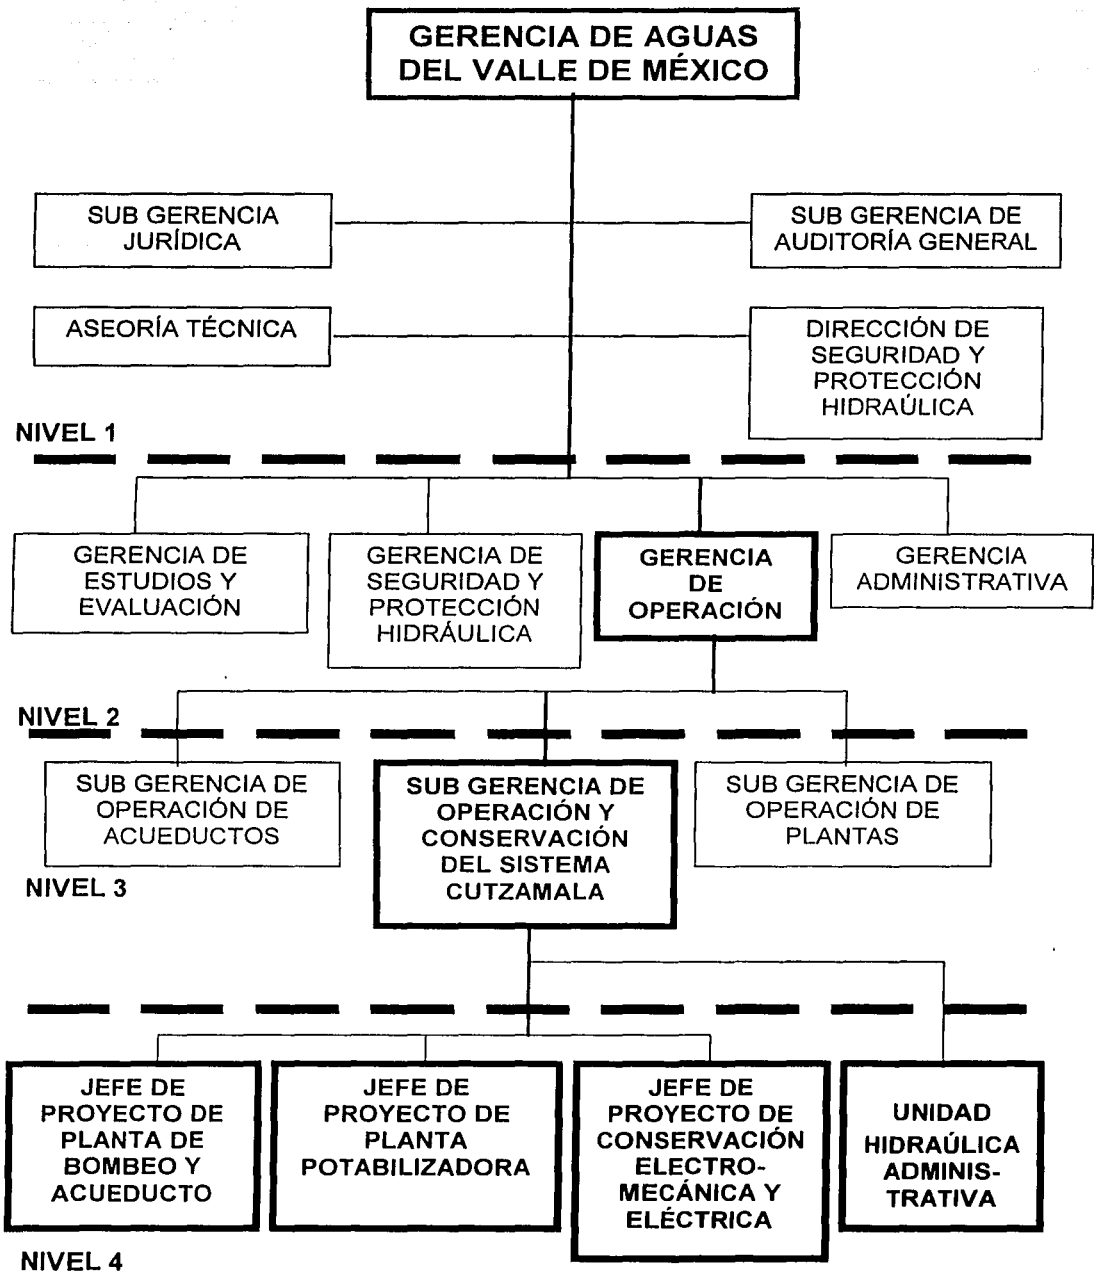 GERENCIA DE AGUAS
DEL VALLE DE MÉXICO
SUB GERENCIA
JURÍDICA
SUB GERENCIA DE
AUDITORÍA GENERAL
ASEORÍA TÉCNICA
DIRECCIÓN DE
SEGURIDAD Y
PROTECCIÓN
HIDRAÚLICA
NIVEL 1
GERENCIA DE
ESTUDIOS Y
EVALUACIÓN
GERENCIA DE
SEGURIDAD Y
PROTECCIÓN
HIDRÁULICA
GERENCIA
DE
OPERACIÓN
GERENCIA
ADMINISTRATIVA
NIVEL 2
SUB GERENCIA DE
OPERACIÓN DE
ACUEDUCTOS
SUB GERENCIA DE
OPERACIÓN Y
CONSERVACIÓN
DEL SISTEMA
CUTZAMALA
SUB GERENCIA DE
OPERACIÓN DE
PLANTAS
NIVEL 3
JEFE DE
PROYECTO DE
PLANTA DE
BOMBEO Y
ACUEDUCTO
JEFE DE
PROYECTO DE
PLANTA
POTABILIZADORA
JEFE DE
PROYECTO DE
CONSERVACIÓN
ELECTRO-
MECÁNICA Y
ELÉCTRICA
UNIDAD
HIDRAÚLICA
ADMINIS-
TRATIVA
NIVEL 4